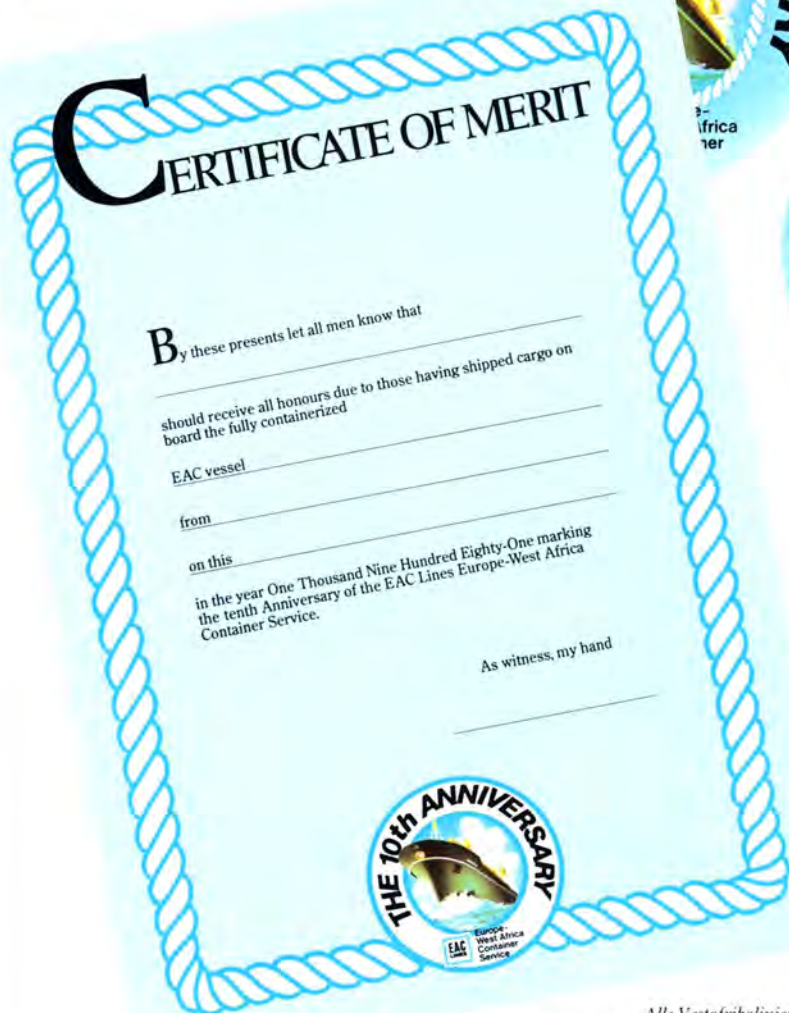 CERTIFICATE OF MERIT
By these presents let all men know that
should receive all honours due to those having shipped cargo on
board the fully containerized
EAC vessel
from
on this
in the year One Thousand Nine Hundred Eighty-One marking
the tenth Anniversary of the EAC Lines Europe-West Africa
Container Service.
As witness, my hand
THE 10th ANNIVERSARY
EAC
LINES
Europe-
West Africa
Container
Service